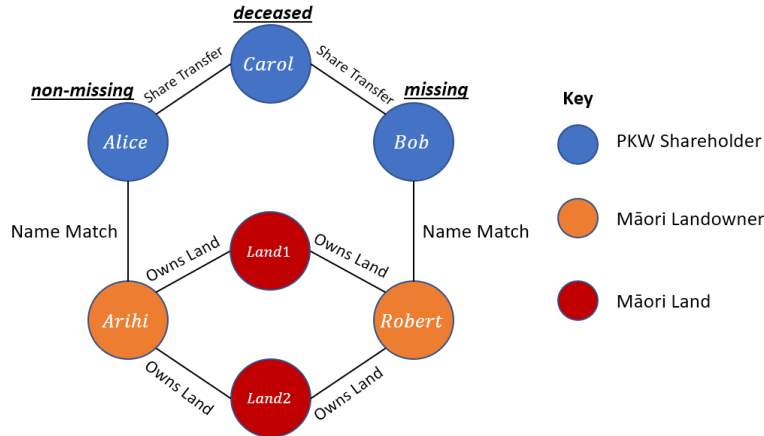 deceased
Carol
Share Transfer
Share Transfer
non-missing
missing
Alice
Bob
Key
PKW Shareholder
Name Match
Name Match
Māori Landowner
Owns Land
Land1
Owns Land
Arihi
Robert
Māori Land
Owns Land
Land2
Owns Land